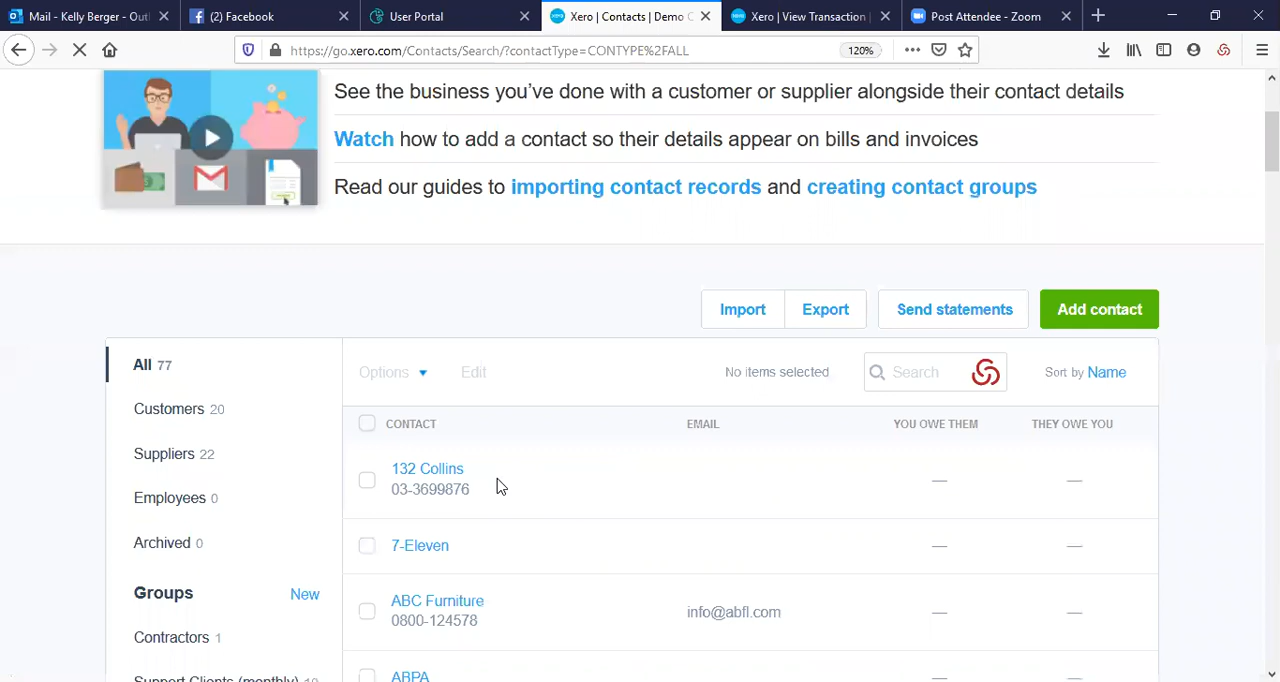 Mail - Kelly Berger - Outl
(2) Facebook
User Portal
Xero | Contacts | Demo C
Xero | View Transaction |
Post Attendee - Zoom
https://go.xero.com/Contacts/Search/?contactType=CONTYPE%2FALL
120%
See the business you've done with a customer or supplier alongside their contact details
Watch how to add a contact so their details appear on bills and invoices
Read our guides to importing contact records and creating contact groups
Import
Export
Send statements
Add contact
All 77
Options
Edit
No items selected
Search
Sort by Name
Customers 20
CONTACT
EMAIL
YOU OWE THEM
THEY OWE YOU
Suppliers 22
132 Collins
03-3699876
— —
Employees 0
Archived 0
7-Eleven
— —
Groups
New
ABC Furniture
0800-124578
info@abfl.com
— —
Contractors 1
Support Clients (monthly) 19
ABPA
— —